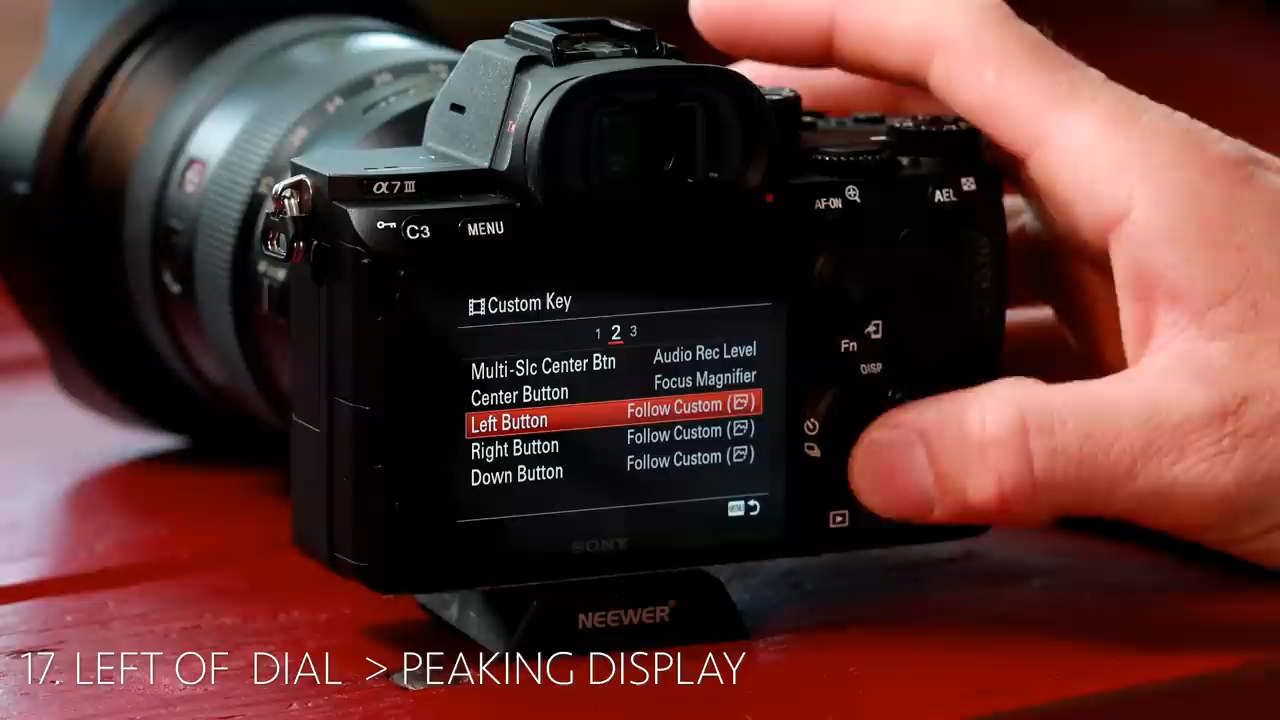 α7III
C3
MENU
AF-ON
AEL
Custom Key
1 2 3
Multi-Slc Center Btn Audio Rec Level
Center Button Focus Magnifier
Left Button Follow Custom ( )
Right Button Follow Custom ( )
Down Button Follow Custom ( )
MENU
Fn
DISP
SONY
NEEWER
17. LEFT OF DIAL > PEAKING DISPLAY